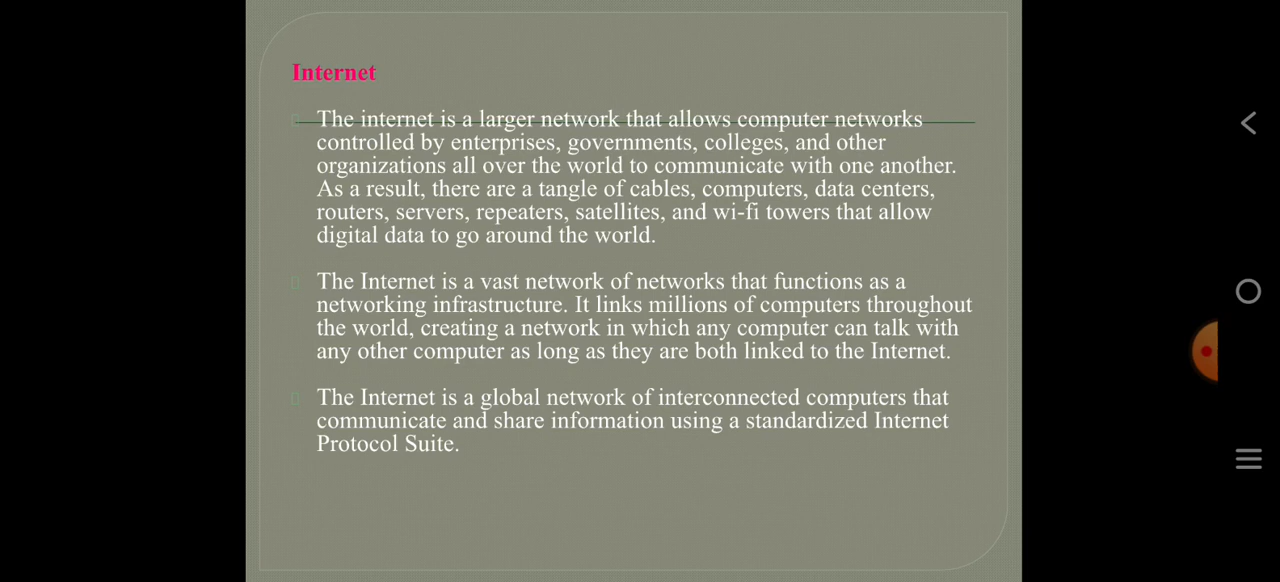 Internet
The internet is a larger network that allows computer networks
controlled by enterprises, governments, colleges, and other
organizations all over the world to communicate with one another.
As a result, there are a tangle of cables, computers, data centers,
routers, servers, repeaters, satellites, and wi-fi towers that allow
digital data to go around the world.
The Internet is a vast network of networks that functions as a
networking infrastructure. It links millions of computers throughout
the world, creating a network in which any computer can talk with
any other computer as long as they are both linked to the Internet.
The Internet is a global network of interconnected computers that
communicate and share information using a standardized Internet
Protocol Suite.